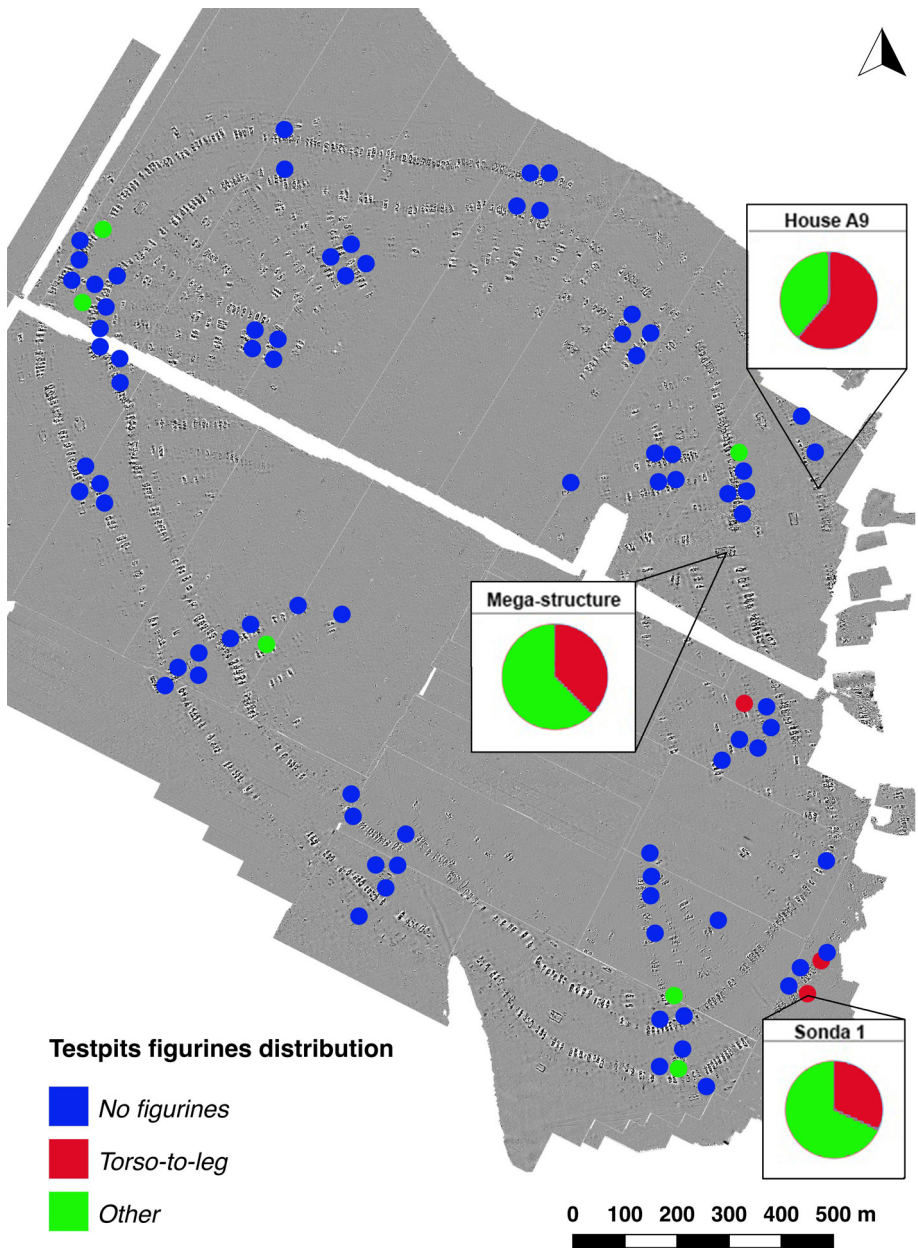 House A9
Mega-structure
Sonda 1
Testpits figurines distribution
No figurines
Torso-to-leg
Other
0 100 200 300 400 500 m